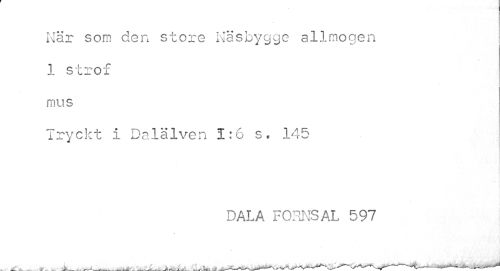 När som den store Näsbygge allmogen
1 strof
mus
Tryckt i Dalälven I:6 s. 145
DALA FORNSAL 597